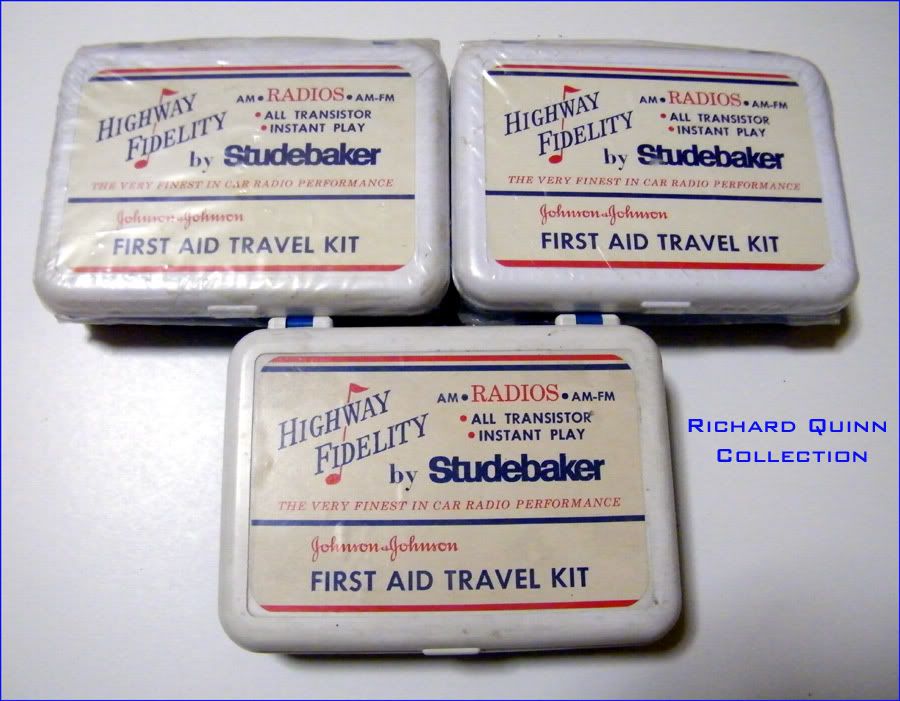 HIGHWAY FIDELITY
AM • RADIOS • AM-FM
• ALL TRANSISTOR
• INSTANT PLAY
by Studebaker
THE VERY FINEST IN CAR RADIO PERFORMANCE
Johnson & Johnson
FIRST AID TRAVEL KIT
HIGHWAY FIDELITY
AM • RADIOS • AM-FM
• ALL TRANSISTOR
• INSTANT PLAY
by Studebaker
THE VERY FINEST IN CAR RADIO PERFORMANCE
Johnson & Johnson
FIRST AID TRAVEL KIT
HIGHWAY
FIDELITY
AM • RADIOS • AM-FM
• ALL TRANSISTOR
• INSTANT PLAY
by Studebaker
THE VERY FINEST IN CAR RADIO PERFORMANCE
Johnson & Johnson
FIRST AID TRAVEL KIT
RICHARD QUINN
COLLECTION